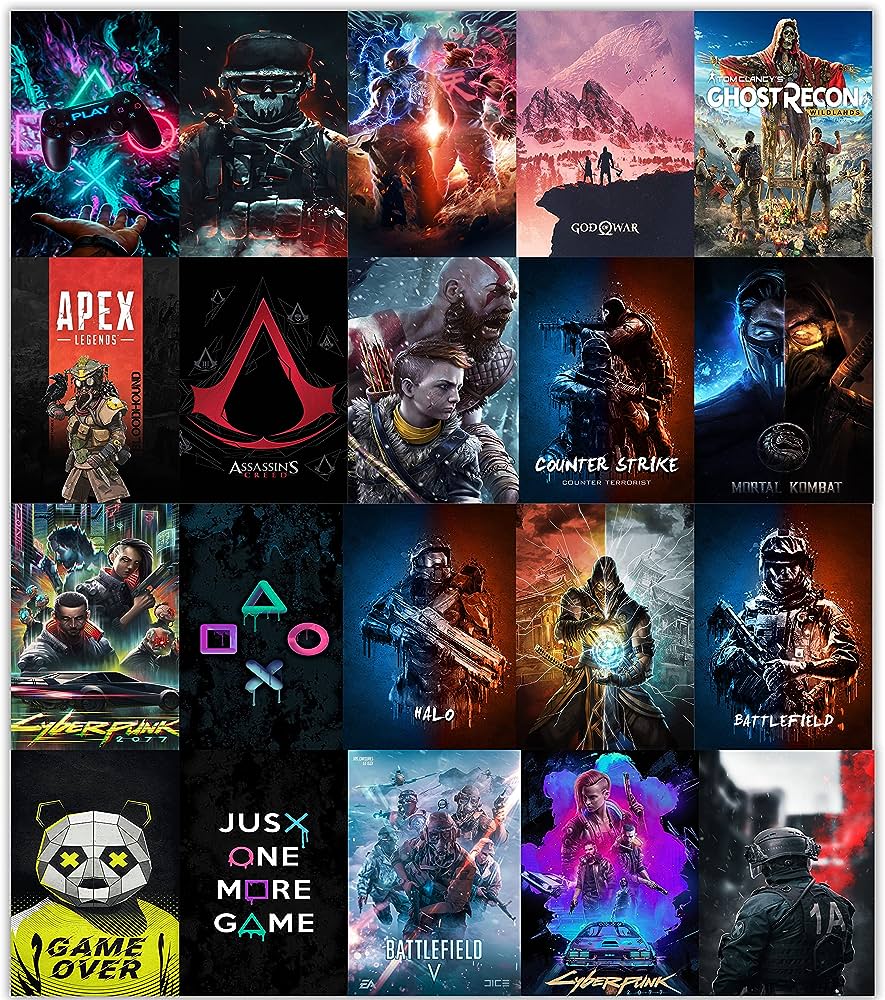 PLAY
天
GOD WAR
TOM CLANCY'S
GHOST RECON
WILDLANDS
APEX
LEGENDS
BLOODHOUND
ASSASSIN'S
CREED
COUNTER STRIKE
COUNTER TERRORIST
MORTAL KOMBAT
Cyberpunk
2077
HALO
BATTLEFIELD
GAME
OVER
JUSX
ONE
MORE
GAME
BATTLEFIELD
V
EA
DICE
Cyberpunk
2077
1A